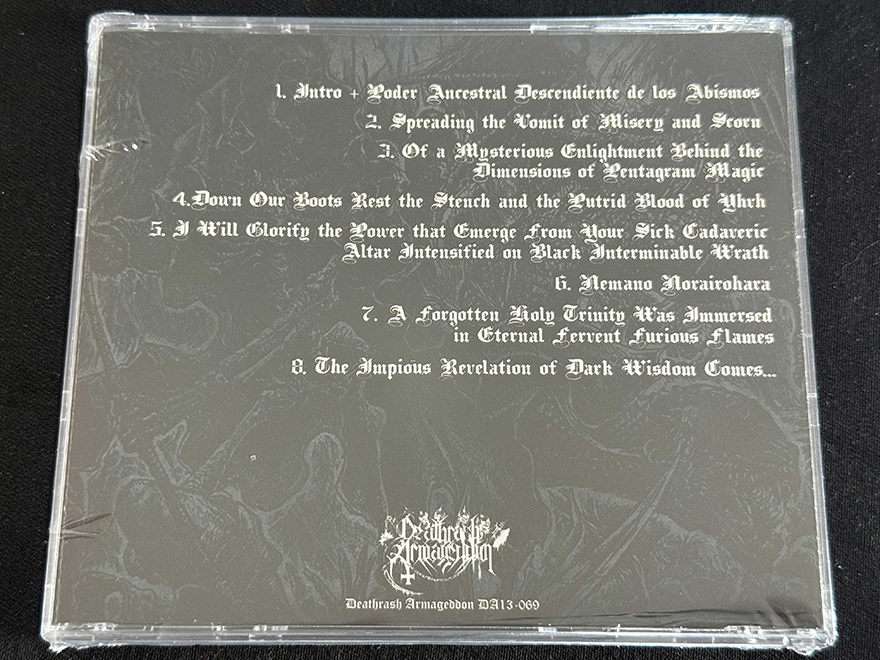 1. Intro + Poder Ancestral Descendiente de los Abismos
2. Spreading the Vomit of Misery and Scorn
3. Of a Mysterious Enlightment Behind the
Dimensions of Pentagram Magic
4.Down Our Boots Rest the Stench and the Putrid Blood of Yhvh
5. I Will Glorify the Power that Emerge From Your Sick Cadaveric
Altar Intensified on Black Interminable Wrath
6. Nemano Norairohara
7. A Forgotten Holy Trinity Was Immersed
in Eternal Fervent Furious Flames
8. The Impious Revelation of Dark Wisdom Comes...
Deathrash
Armageddon
Deathrash Armageddon DA13-069